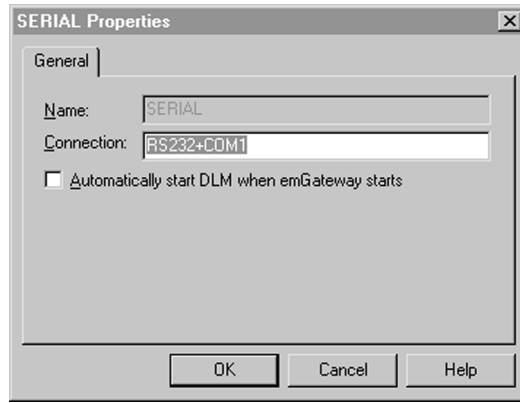 SERIAL Properties
General
Name: SERIAL
Connection: RS232+COM1
Automatically start DLM when emGateway starts
OK Cancel Help